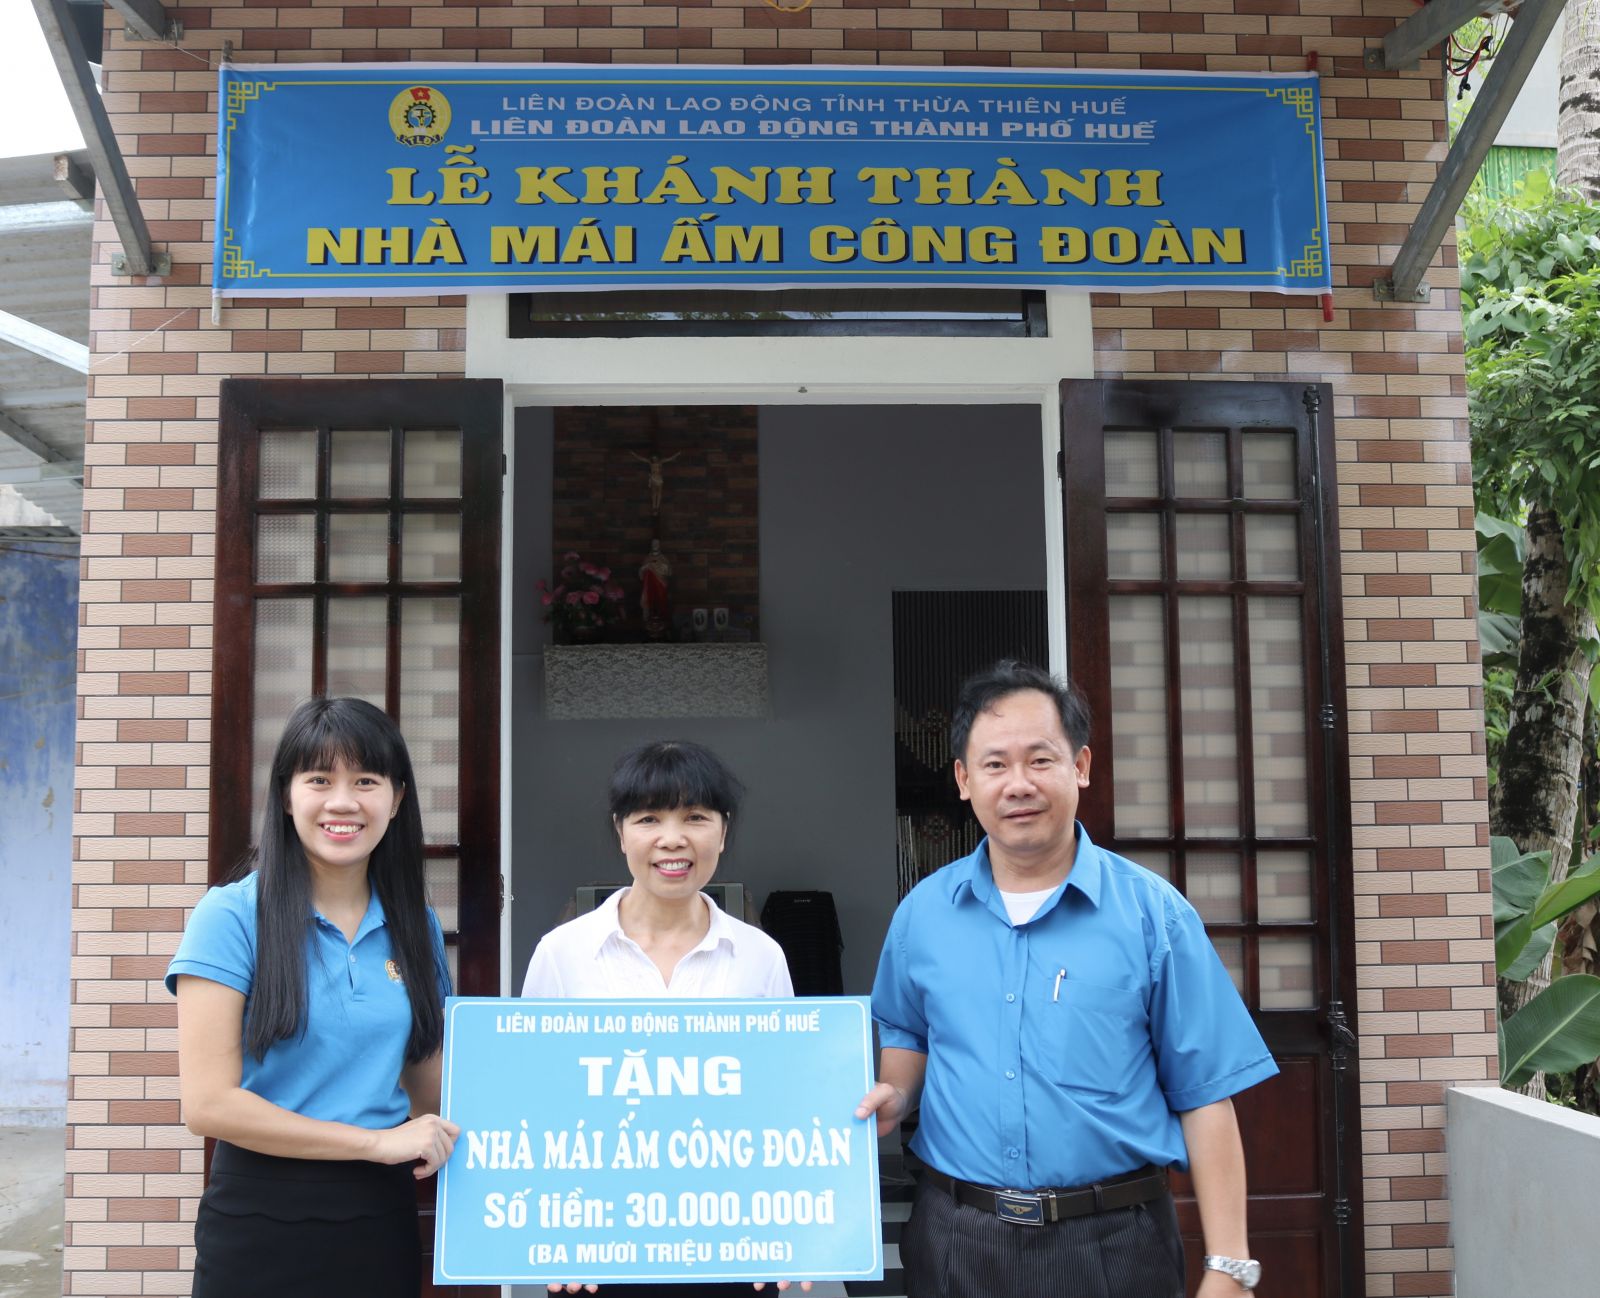 LIÊN ĐOÀN LAO ĐỘNG TỈNH THỪA THIÊN HUẾ
LIÊN ĐOÀN LAO ĐỘNG THÀNH PHỐ HUẾ
TLĐ
LỄ KHÁNH THÀNH
NHÀ MÁI ẤM CÔNG ĐOÀN
LIÊN ĐOÀN LAO ĐỘNG THÀNH PHỐ HUẾ
TẶNG
NHÀ MÁI ẤM CÔNG ĐOÀN
Số tiền: 30.000.000đ
(BA MƯƠI TRIỆU ĐỒNG)